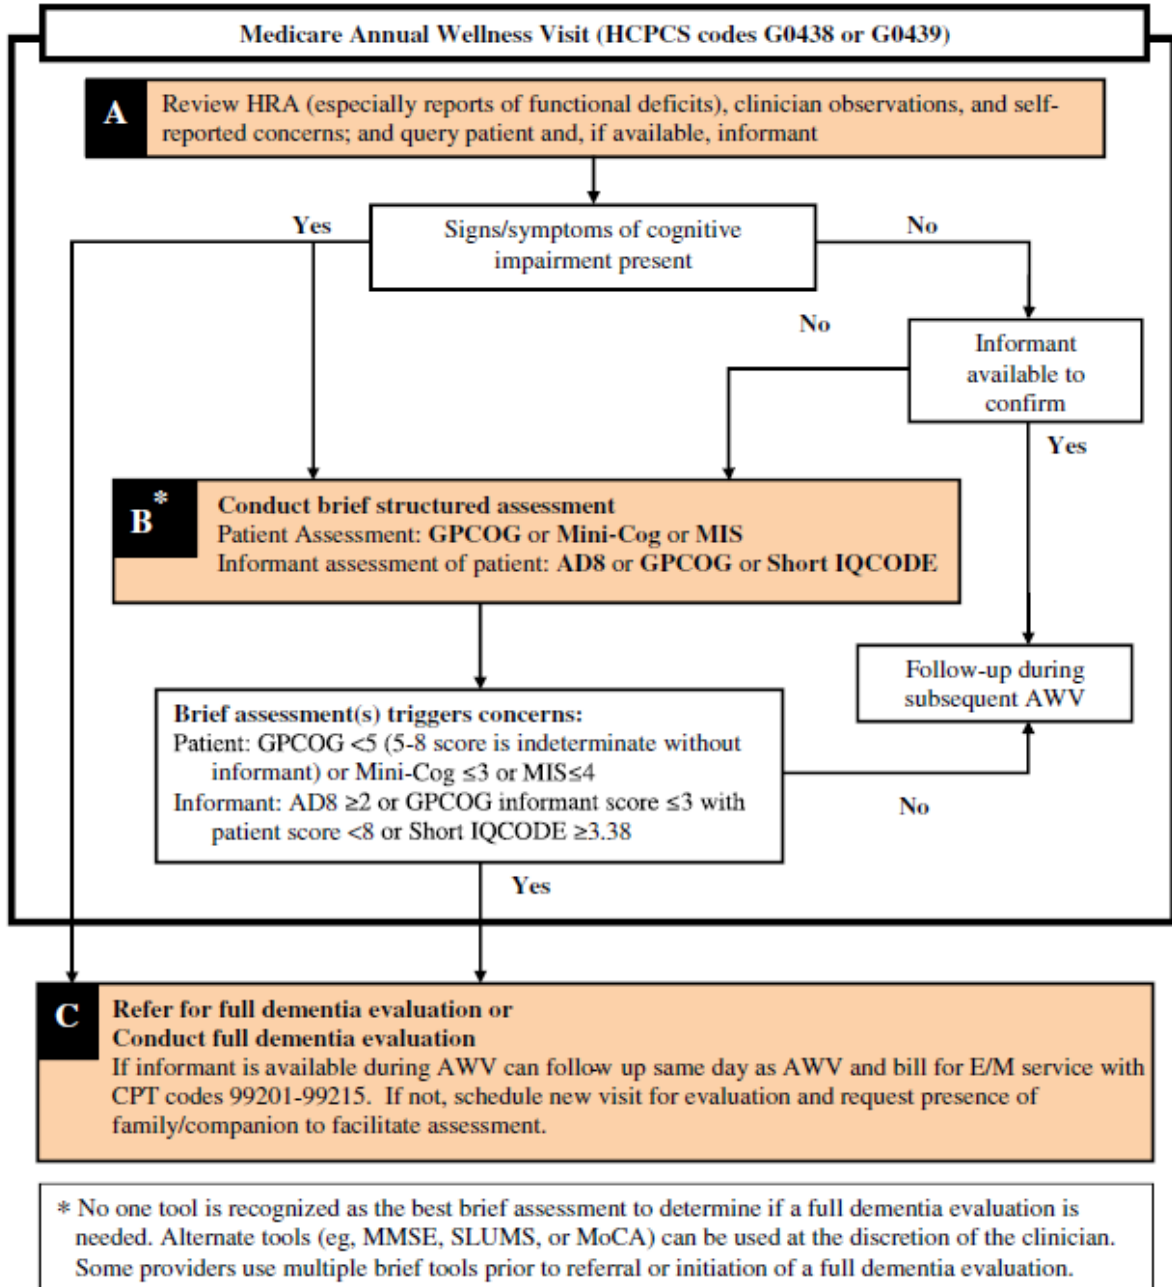 Medicare Annual Wellness Visit (HCPCS codes G0438 or G0439)
A
Review HRA (especially reports of functional deficits), clinician observations, and self-
reported concerns; and query patient and, if available, informant
Yes
Signs/symptoms of cognitive
impairment present
No
No
Informant
available to
confirm
Yes
B*
Conduct brief structured assessment
Patient Assessment: GPCOG or Mini-Cog or MIS
Informant assessment of patient: AD8 or GPCOG or Short IQCODE
Follow-up during
subsequent AWV
Brief assessment(s) triggers concerns:
Patient: GPCOG <5 (5-8 score is indeterminate without
informant) or Mini-Cog ≤3 or MIS≤4
Informant: AD8 ≥2 or GPCOG informant score ≤3 with
patient score <8 or Short IQCODE ≥3.38
No
Yes
C
Refer for full dementia evaluation or
Conduct full dementia evaluation
If informant is available during AWV can follow up same day as AWV and bill for E/M service with
CPT codes 99201-99215. If not, schedule new visit for evaluation and request presence of
family/companion to facilitate assessment.
* No one tool is recognized as the best brief assessment to determine if a full dementia evaluation is
needed. Alternate tools (eg, MMSE, SLUMS, or MoCA) can be used at the discretion of the clinician.
Some providers use multiple brief tools prior to referral or initiation of a full dementia evaluation.